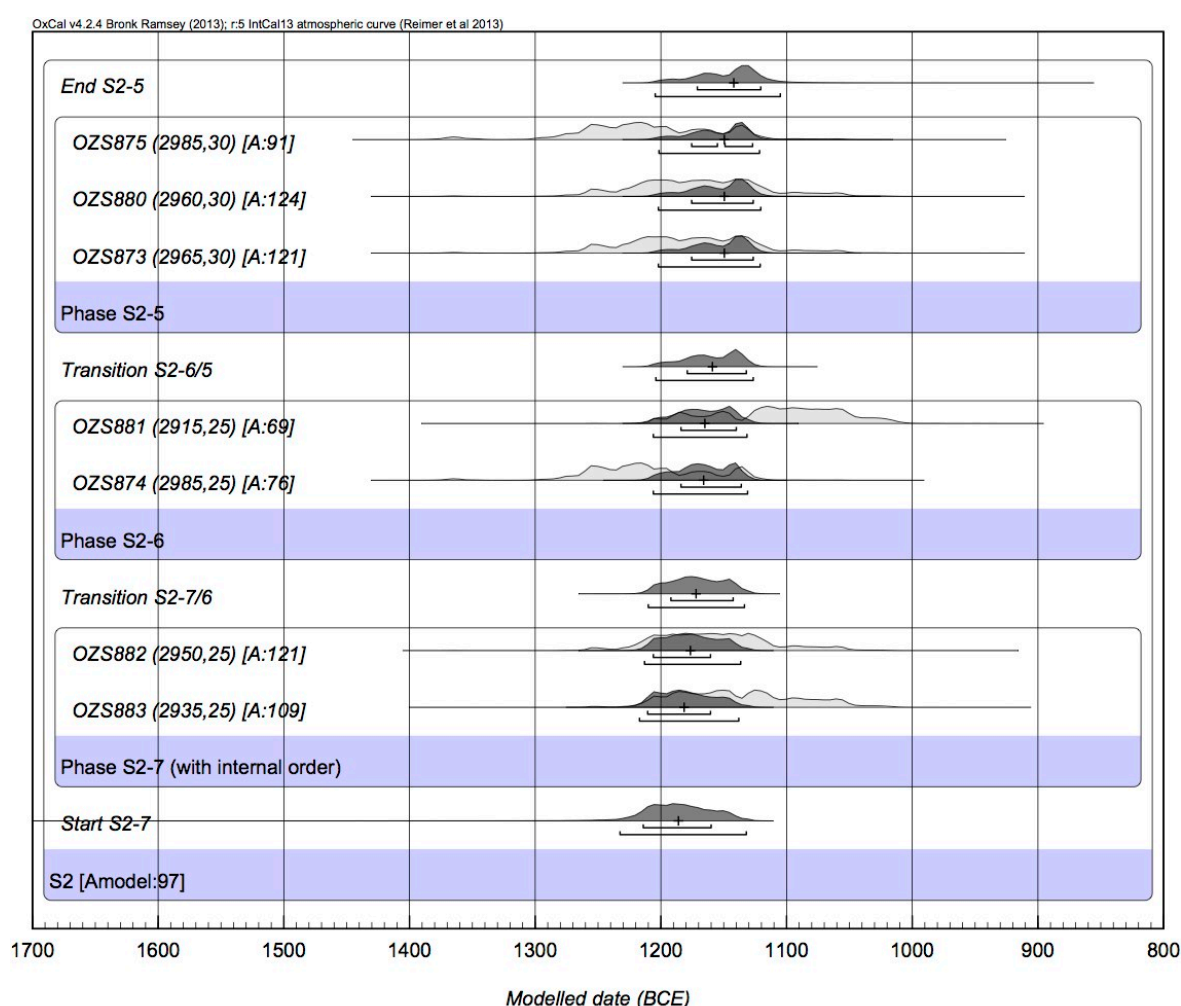 OxCal v4.2.4 Bronk Ramsey (2013); r:5 IntCal13 atmospheric curve (Reimer et al 2013)
End S2-5
OZS875 (2985,30) [A:91]
OZS880 (2960,30) [A:124]
OZS873 (2965,30) [A:121]
Phase S2-5
Transition S2-6/5
OZS881 (2915,25) [A:69]
OZS874 (2985,25) [A:76]
Phase S2-6
Transition S2-7/6
OZS882 (2950,25) [A:121]
OZS883 (2935,25) [A:109]
Phase S2-7 (with internal order)
Start S2-7
S2 [Amodel:97]
1700 1600 1500 1400 1300 1200 1100 1000 900 800
Modelled date (BCE)